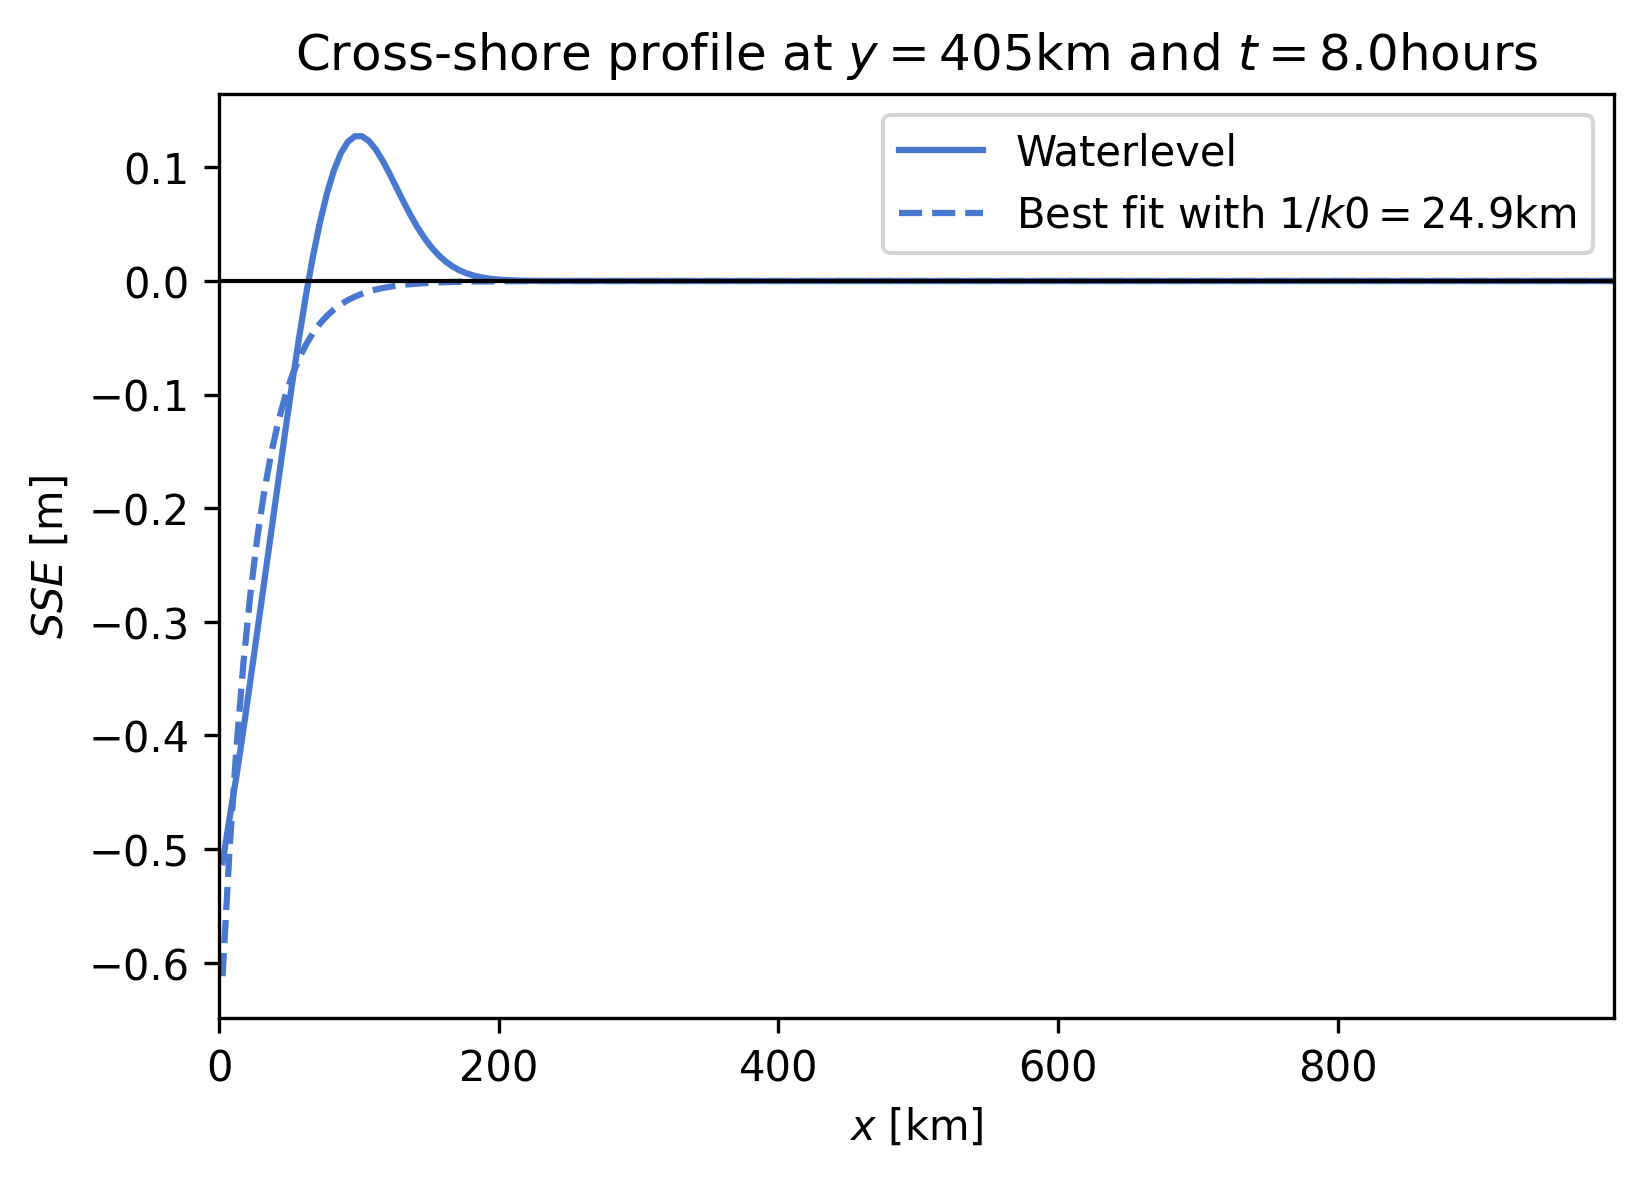 Cross-shore profile at y = 405km and t = 8.0hours
Waterlevel
Best fit with 1/k0 = 24.9km
SSE [m]
0.1
0.0
−0.1
−0.2
−0.3
−0.4
−0.5
−0.6
0 200 400 600 800
x [km]